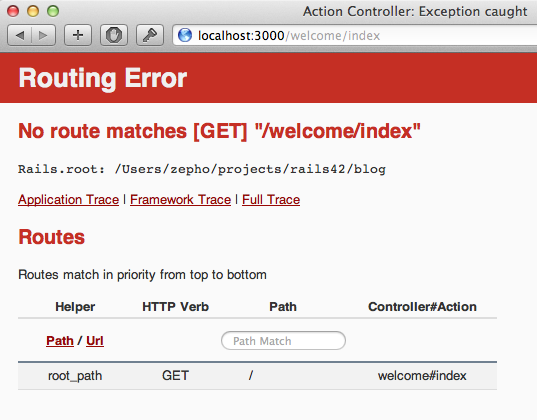 Action Controller: Exception caught
localhost:3000/welcome/index
Routing Error
No route matches [GET] "/welcome/index"
Rails.root: /Users/zepho/projects/rails42/blog
Application Trace | Framework Trace | Full Trace
Routes
Routes match in priority from top to bottom
Helper HTTP Verb Path Controller#Action
Path / Url Path Match
root_path GET / welcome#index